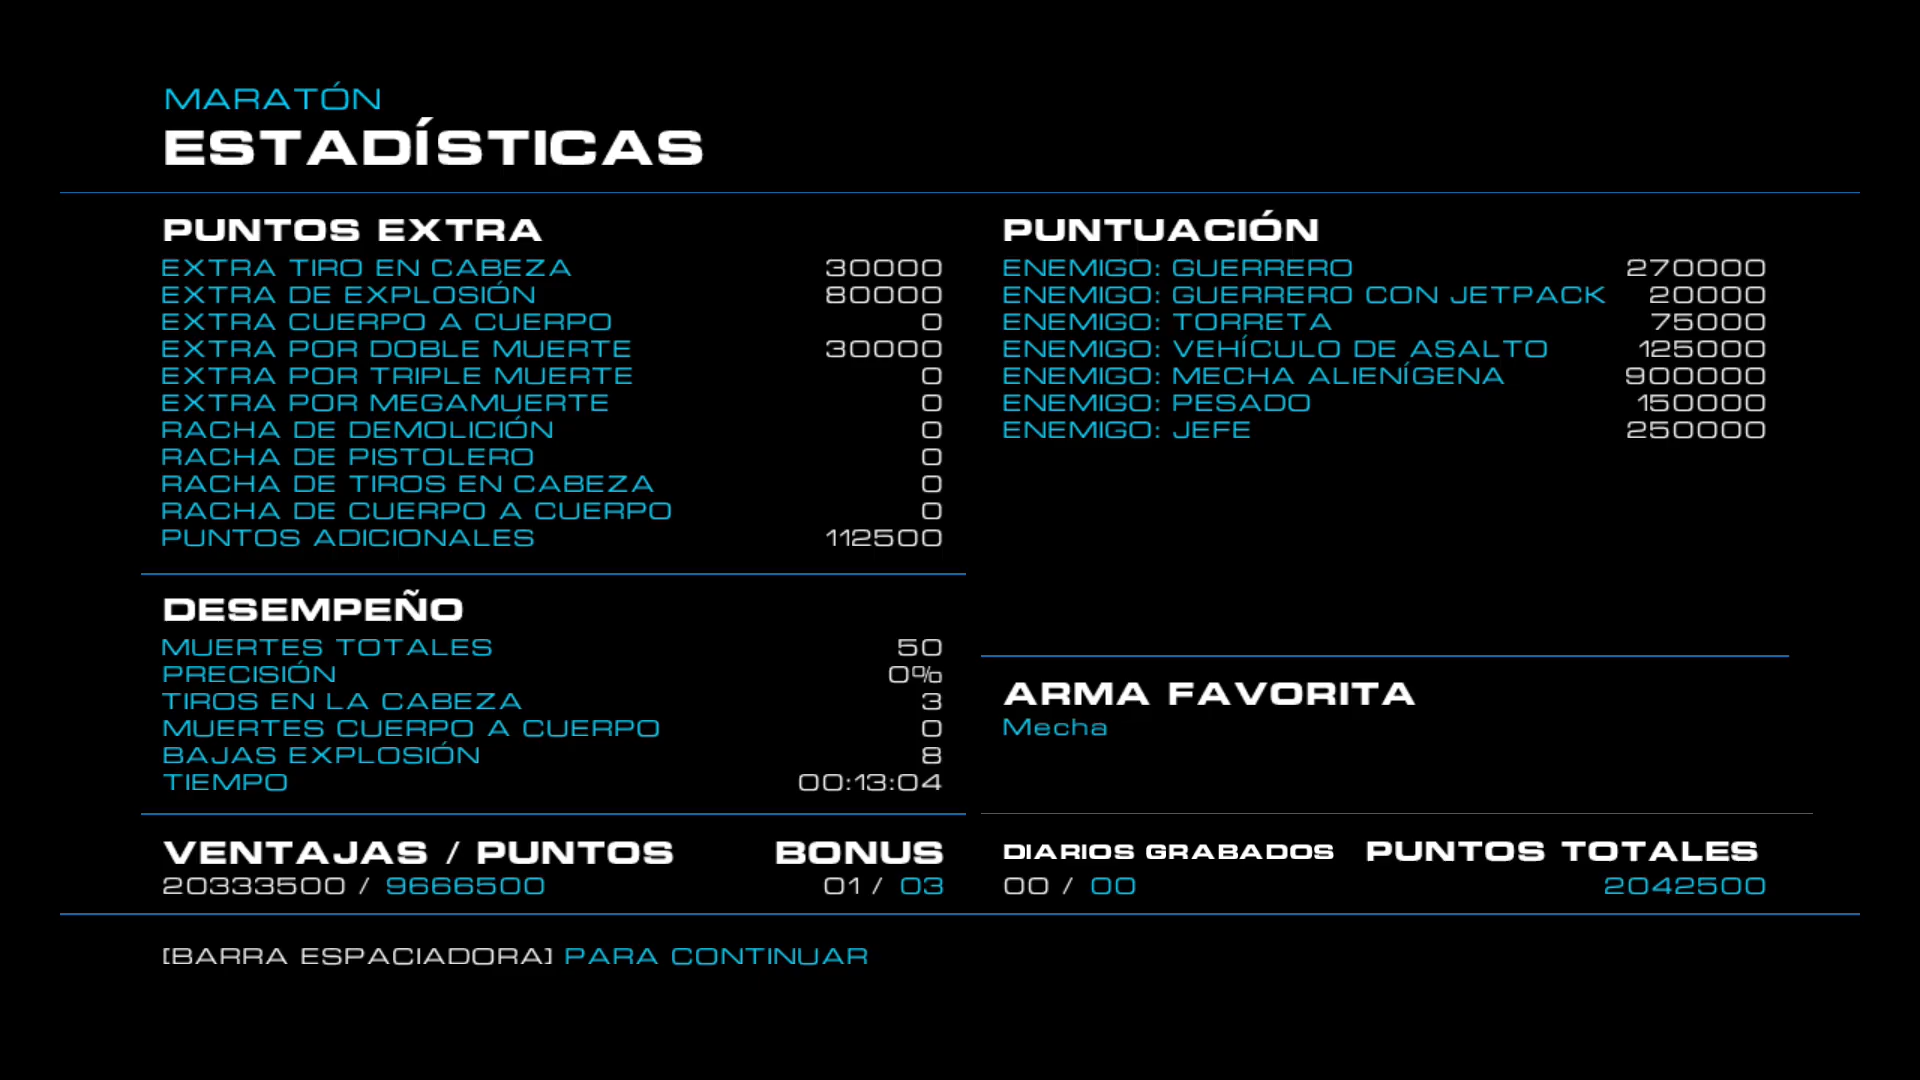 MARATÓN
ESTADÍSTICAS
PUNTOS EXTRA
EXTRA TIRO EN CABEZA 30000
EXTRA DE EXPLOSIÓN 80000
EXTRA CUERPO A CUERPO 0
EXTRA POR DOBLE MUERTE 30000
EXTRA POR TRIPLE MUERTE 0
EXTRA POR MEGAMUERTE 0
RACHA DE DEMOLICIÓN 0
RACHA DE PISTOLERO 0
RACHA DE TIROS EN CABEZA 0
RACHA DE CUERPO A CUERPO 0
PUNTOS ADICIONALES 112500
DESEMPEÑO
MUERTES TOTALES 50
PRECISIÓN 0%
TIROS EN LA CABEZA 3
MUERTES CUERPO A CUERPO 0
BAJAS EXPLOSIÓN 8
TIEMPO 00:13:04
VENTAJAS / PUNTOS BONUS
20333500 / 9666500 01 / 03
PUNTUACIÓN
ENEMIGO: GUERRERO 270000
ENEMIGO: GUERRERO CON JETPACK 20000
ENEMIGO: TORRETA 75000
ENEMIGO: VEHÍCULO DE ASALTO 125000
ENEMIGO: MECHA ALIENÍGENA 900000
ENEMIGO: PESADO 150000
ENEMIGO: JEFE 250000
ARMA FAVORITA
Mecha
DIARIOS GRABADOS PUNTOS TOTALES
00 / 00 2042500
[BARRA ESPACIADORA] PARA CONTINUAR